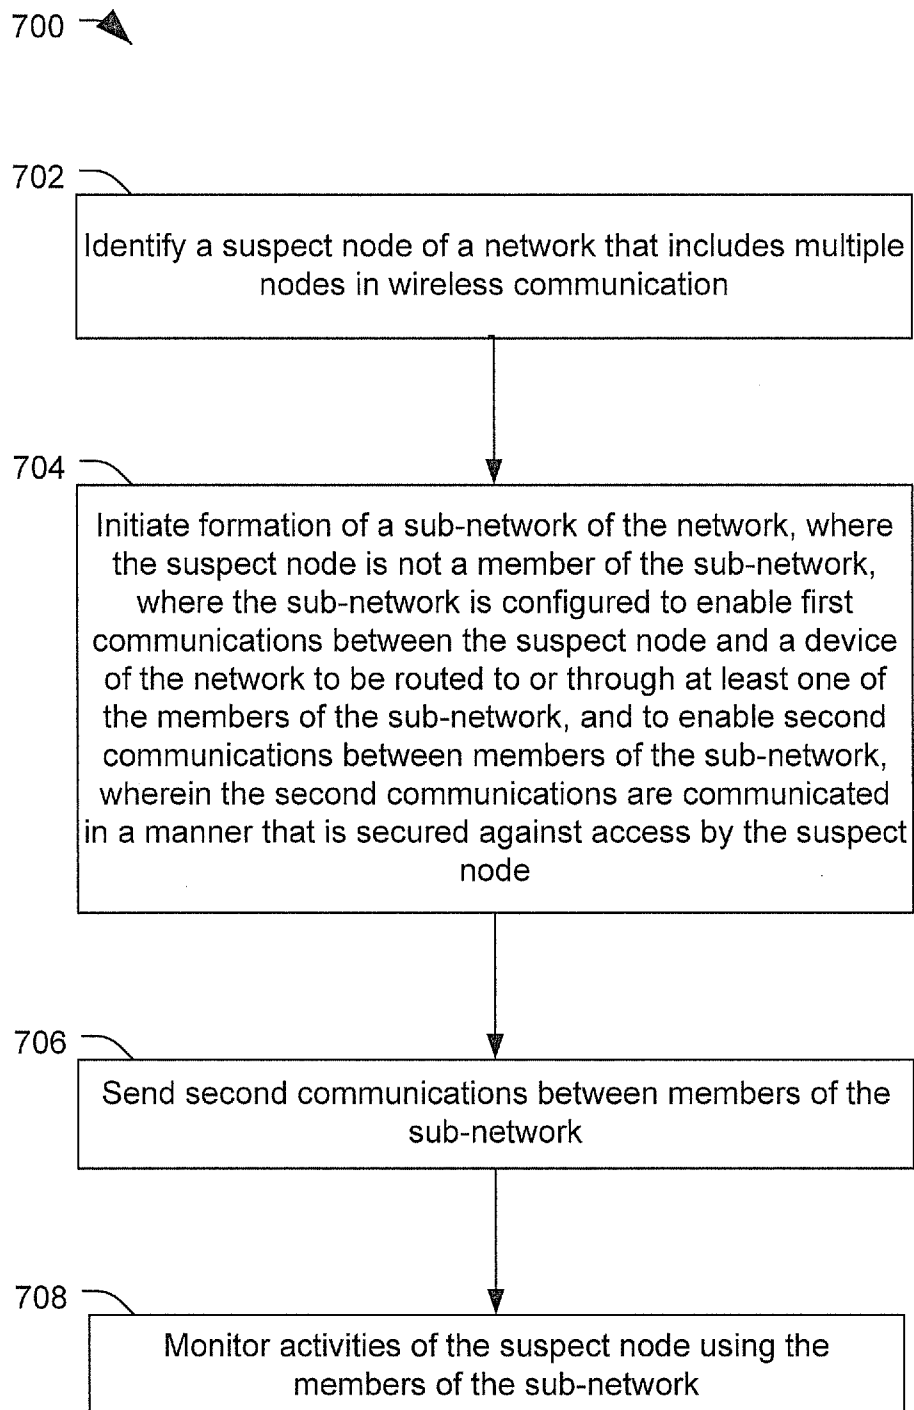 700
702
Identify a suspect node of a network that includes multiple
nodes in wireless communication
704
Initiate formation of a sub-network of the network, where
the suspect node is not a member of the sub-network,
where the sub-network is configured to enable first
communications between the suspect node and a device
of the network to be routed to or through at least one of
the members of the sub-network, and to enable second
communications between members of the sub-network,
wherein the second communications are communicated
in a manner that is secured against access by the suspect
node
706
Send second communications between members of the
sub-network
708
Monitor activities of the suspect node using the
members of the sub-network